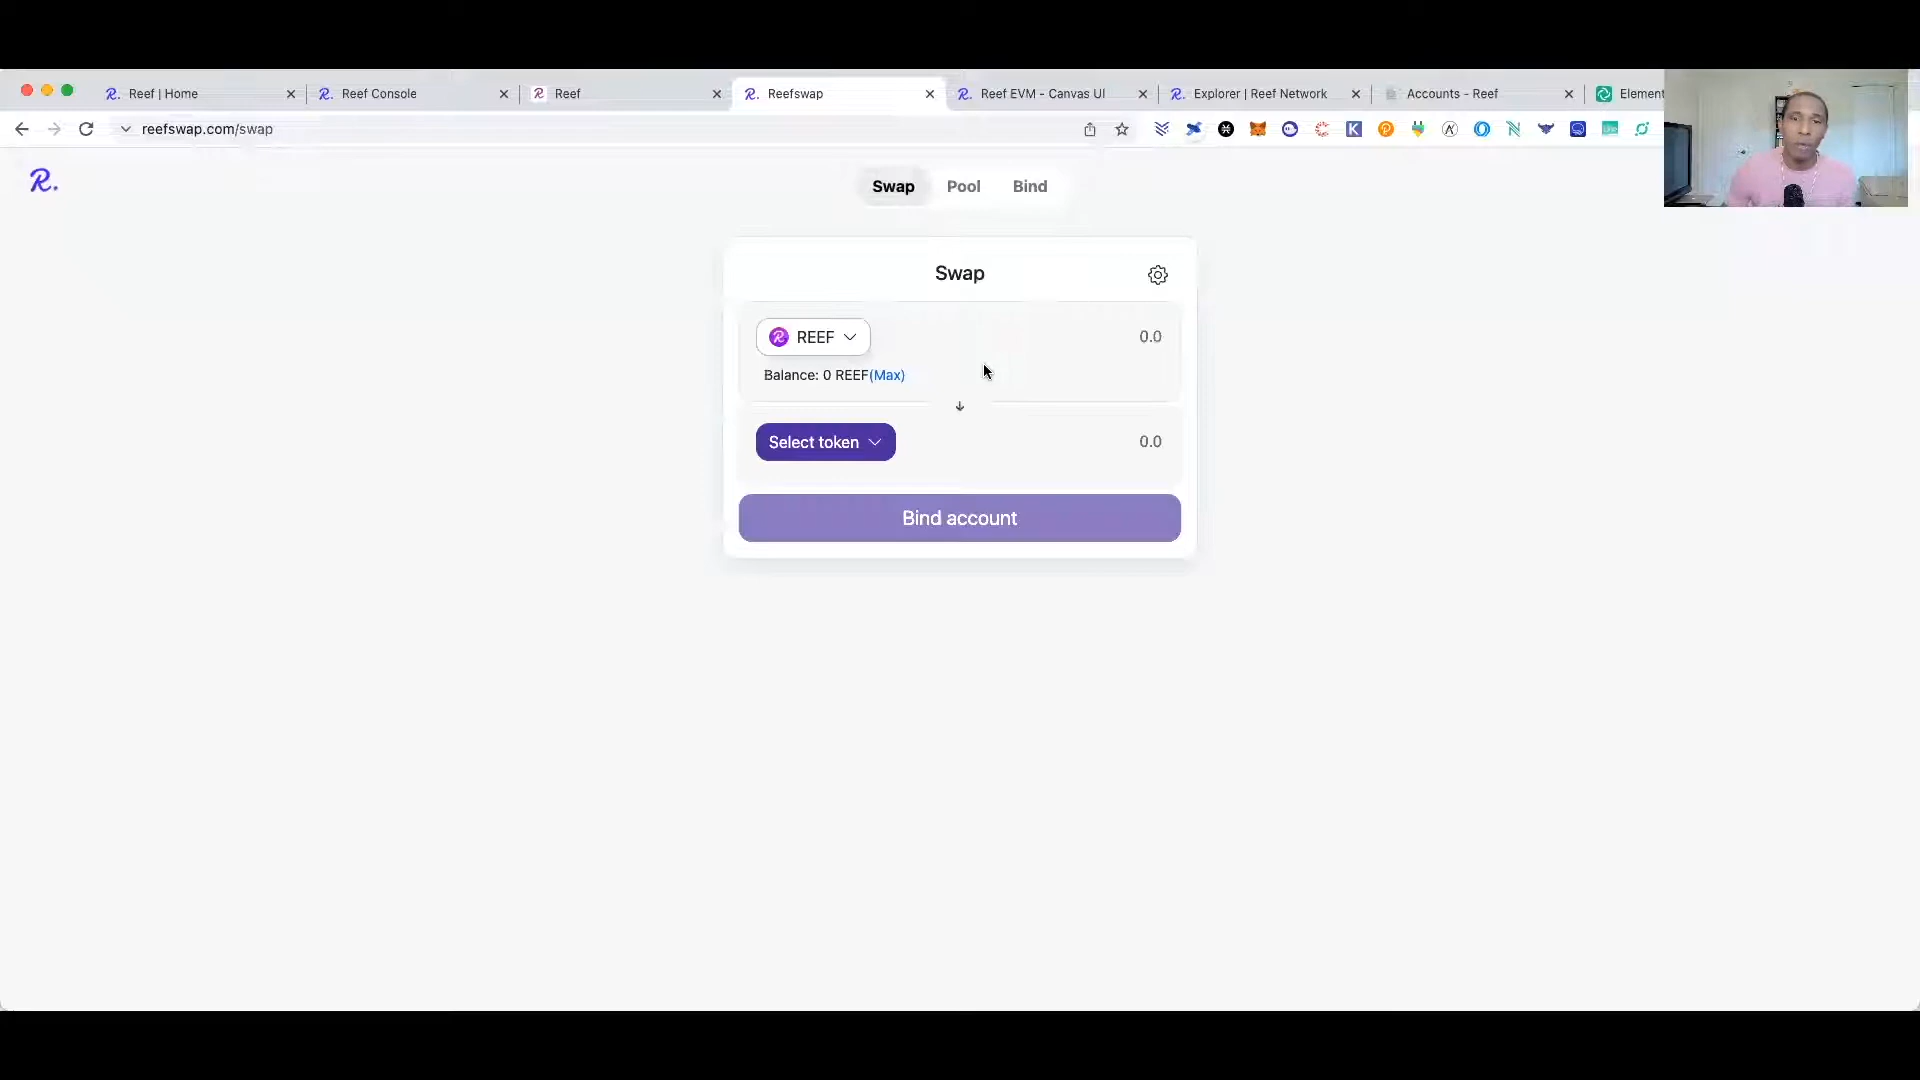 Reef | Home
Reef Console
Reef
Reefswap
Reef EVM - Canvas UI
Explorer | Reef Network
Accounts - Reef
Element
reefswap.com/swap
R.
Swap
Pool
Bind
Swap
REEF
0.0
Balance: 0 REEF(Max)
Select token
0.0
Bind account